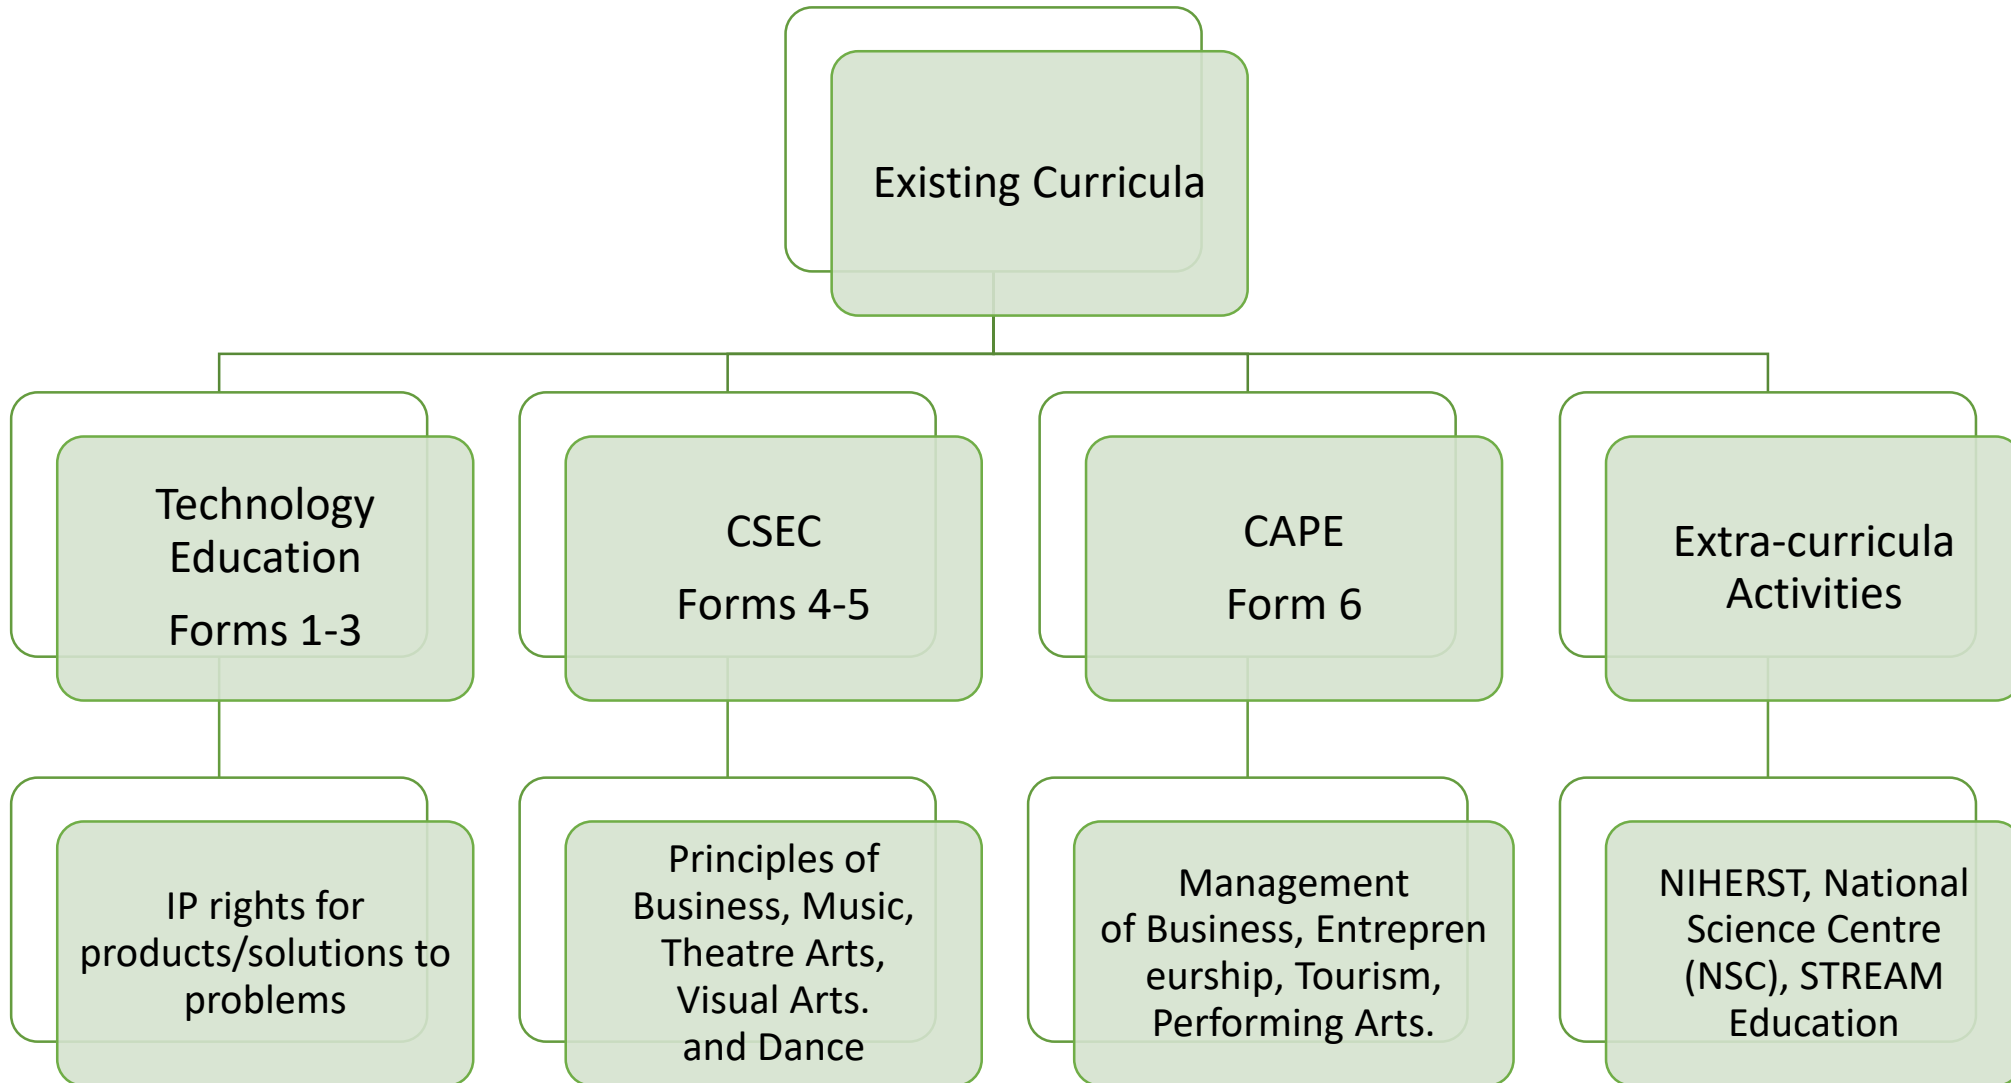 Existing Curricula
Technology
Education
Forms 1-3
CSEC
Forms 4-5
CAPE
Form 6
Extra-curricula
Activities
IP rights for
products/solutions to
problems
Principles of
Business, Music,
Theatre Arts,
Visual Arts.
and Dance
Management
of Business, Entrepren
eurship, Tourism,
Performing Arts.
NIHERST, National
Science Centre
(NSC), STREAM
Education